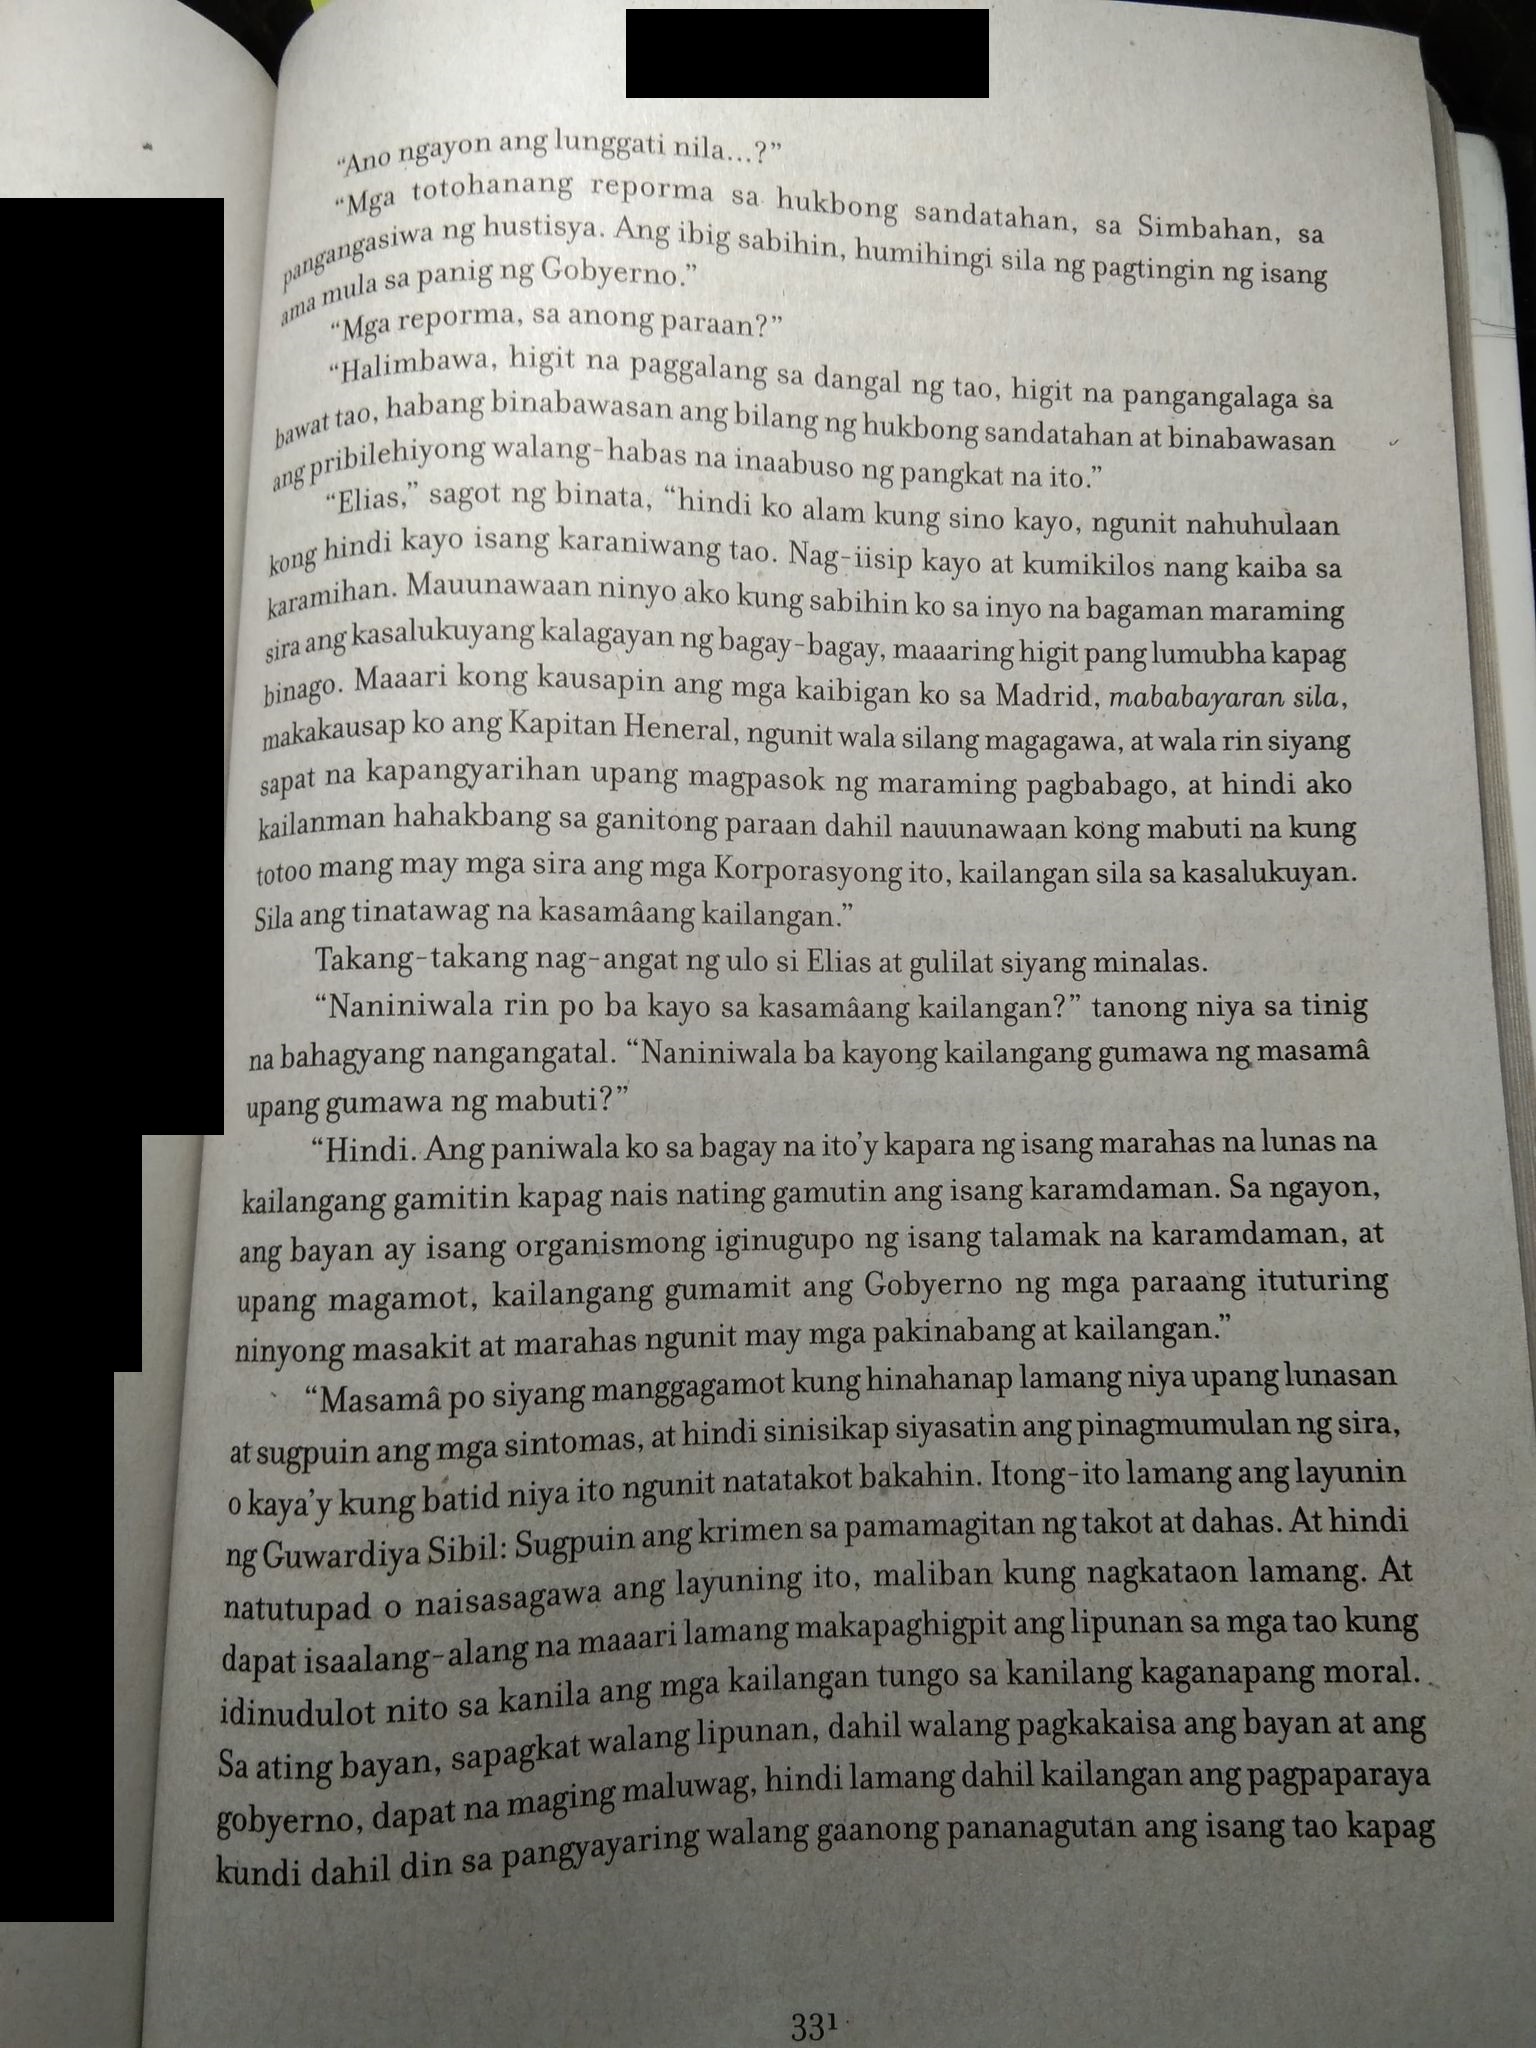 “Ano ngayon ang lunggati nila...?”
“Mga totohanang reporma sa hukbong sandatahan, sa Simbahan, sa
pangangasiwa ng hustisya. Ang ibig sabihin, humihingi sila ng pagtingin ng isang
ama mula sa panig ng Gobyerno.”
“Mga reporma, sa anong paraan?”
“Halimbawa, higit na paggalang sa dangal ng tao, higit na pangangalaga sa
bawat tao, habang binabawasan ang bilang ng hukbong sandatahan at binabawasan
ang pribilehiyong walang-habas na inaabuso ng pangkat na ito.”
“Elias,” sagot ng binata, “hindi ko alam kung sino kayo, ngunit nahuhulaan
kong hindi kayo isang karaniwang tao. Nag-iisip kayo at kumikilos nang kaiba sa
karamihan. Mauunawaan ninyo ako kung sabihin ko sa inyo na bagaman maraming
sira ang kasalukuyang kalagayan ng bagay-bagay, maaaring higit pang lumubha kapag
binago. Maaari kong kausapin ang mga kaibigan ko sa Madrid, mababayaran sila,
makakausap ko ang Kapitan Heneral, ngunit wala silang magagawa, at wala rin siyang
sapat na kapangyarihan upang magpasok ng maraming pagbabago, at hindi ako
kailanman hahakbang sa ganitong paraan dahil nauunawaan kong mabuti na kung
totoo mang may mga sira ang mga Korporasyong ito, kailangan sila sa kasalukuyan.
Sila ang tinatawag na kasamâang kailangan.”
Takang-takang nag-angat ng ulo si Elias at gulilat siyang minalas.
“Naniniwala rin po ba kayo sa kasamâang kailangan?” tanong niya sa tinig
na bahagyang nangangatal. “Naniniwala ba kayong kailangang gumawa ng masamâ
upang gumawa ng mabuti?”
“Hindi. Ang paniwala ko sa bagay na ito’y kapara ng isang marahas na lunas na
kailangang gamitin kapag nais nating gamutin ang isang karamdaman. Sa ngayon,
ang bayan ay isang organismong iginugupo ng isang talamak na karamdaman, at
upang magamot, kailangang gumamit ang Gobyerno ng mga paraang ituturing
ninyong masakit at marahas ngunit may mga pakinabang at kailangan.”
“Masamâ po siyang manggagamot kung hinahanap lamang niya upang lunasan
at sugpuin ang mga sintomas, at hindi sinisikap siyasatin ang pinagmumulan ng sira,
o kaya’y kung batid niya ito ngunit natatakot bakahin. Itong-ito lamang ang layunin
ng Guwardiya Sibil: Sugpuin ang krimen sa pamamagitan ng takot at dahas. At hindi
natutupad o naisasagawa ang layuning ito, maliban kung nagkataon lamang. At
dapat isaalang-alang na maaari lamang makapaghigpit ang lipunan sa mga tao kung
idinudulot nito sa kanila ang mga kailangan tungo sa kanilang kaganapang moral.
Sa ating bayan, sapagkat walang lipunan, dahil walang pagkakaisa ang bayan at ang
gobyerno, dapat na maging maluwag, hindi lamang dahil kailangan ang pagpaparaya
kundi dahil din sa pangyayaring walang gaanong pananagutan ang isang tao kapag
331